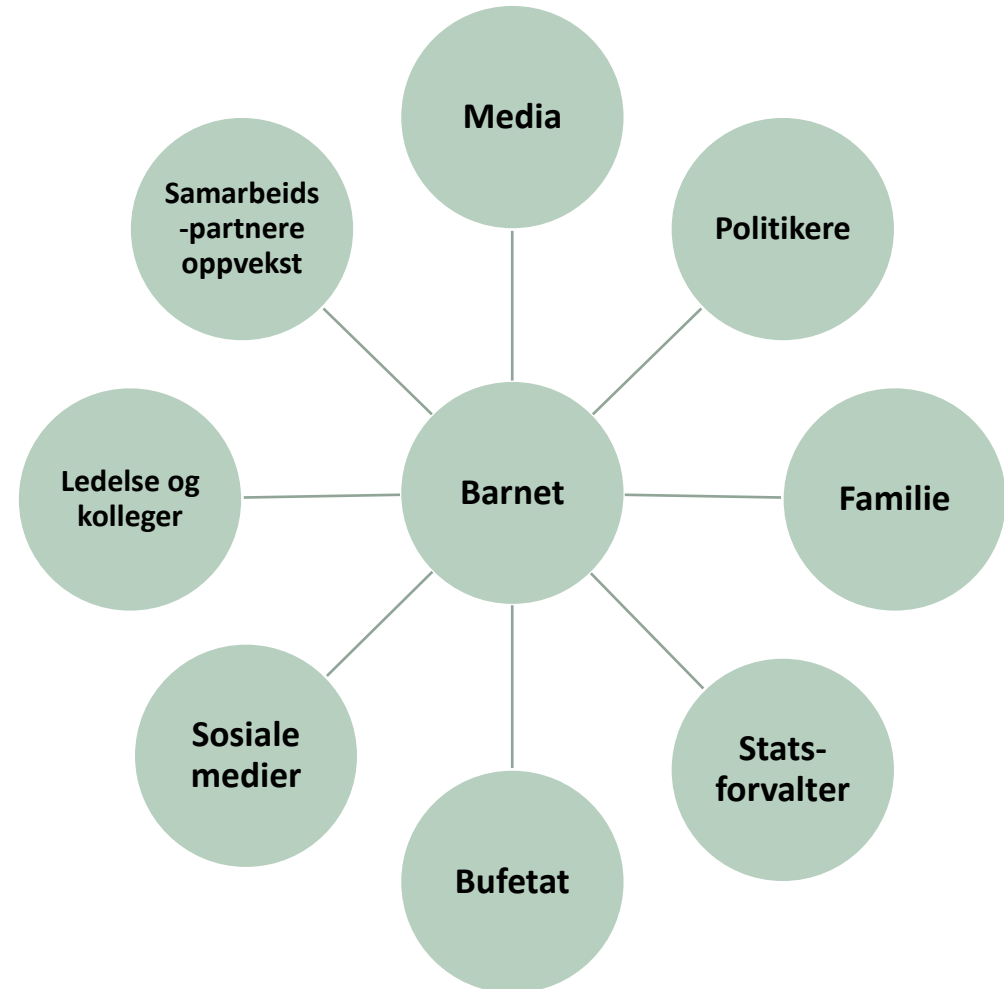 Media
Samarbeids
-partnere
oppvekst
Politikere
Ledelse og
kolleger
Barnet
Familie
Sosiale
medier
Stats-
forvalter
Bufetat